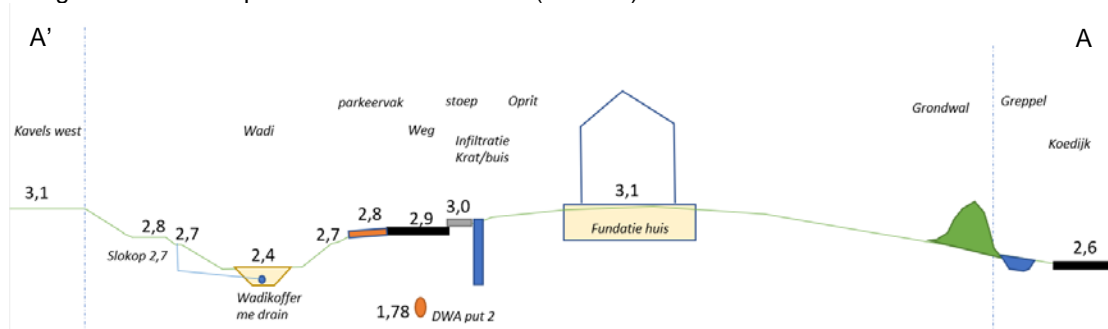 A’
A
parkeervak
stoep
Oprit
Grondwal
Greppel
Kavels west
Wadi
Weg
Infiltratie
Krat/buis
Koedijk
3,1
2,8
2,7
2,4
2,7
2,8
2,9
3,0
3,1
2,6
Slokop 2,7
Fundatie huis
Wadikoffer
me drain
1,78
DWA put 2